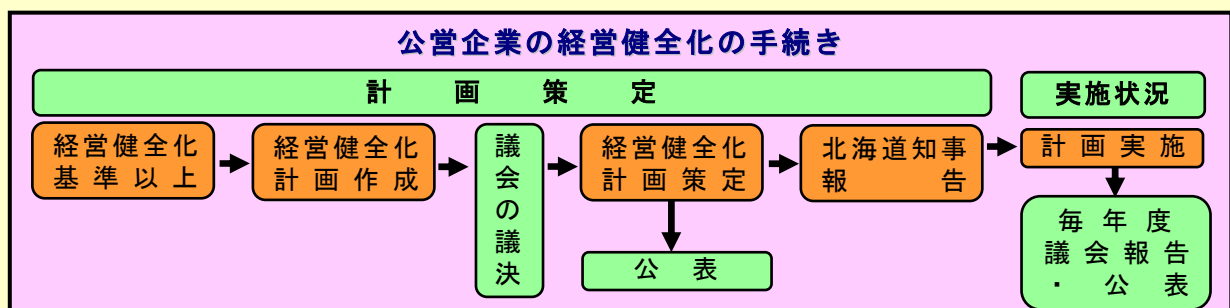 公営企業の経営健全化の手続き
計画策定
実施状況
経営健全化
基準以上
経営健全化
計画作成
議会の議決
経営健全化
計画策定
北海道知事
報告
計画実施
公表
毎年度
議会報告
・公表